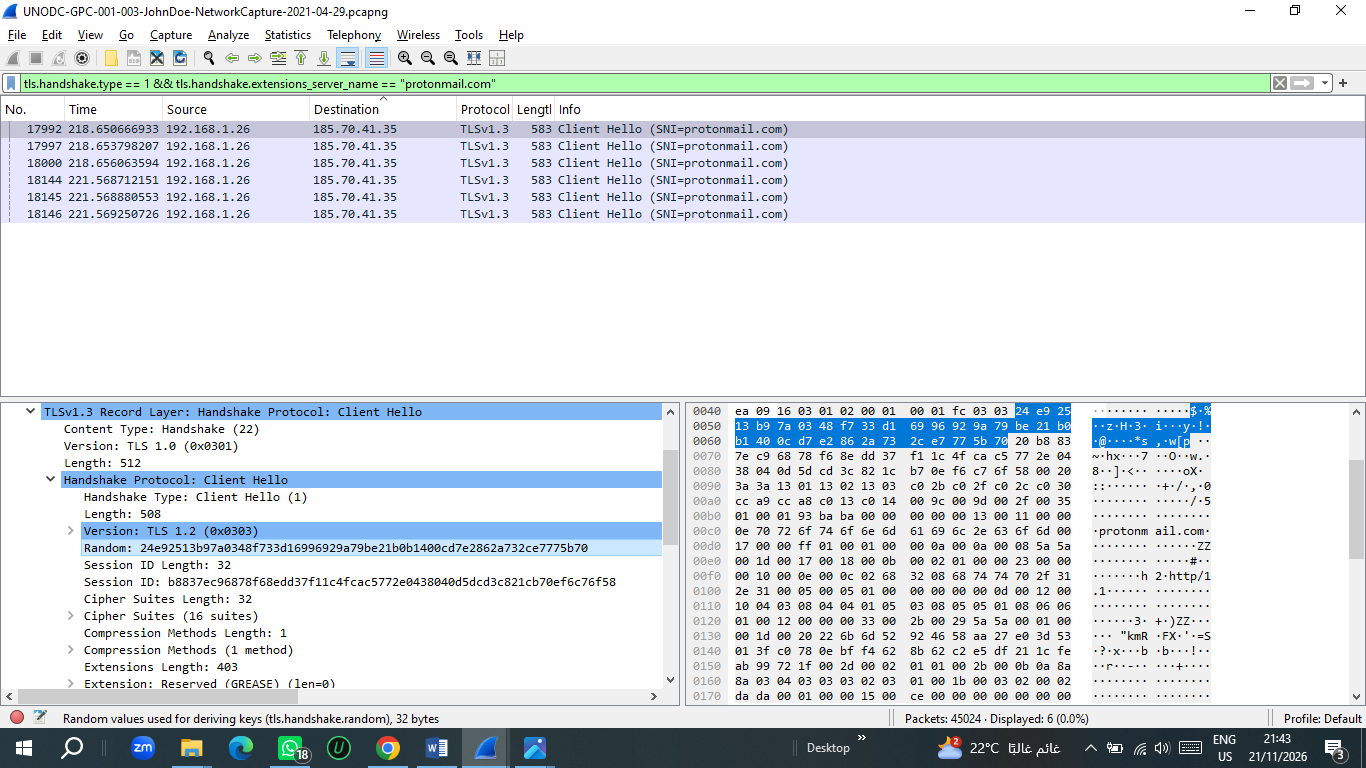 UNODC-GPC-001-003-JohnDoe-NetworkCapture-2021-04-29.pcapng
File Edit View Go Capture Analyze Statistics Telephony Wireless Tools Help
tls.handshake.type == 1 && tls.handshake.extensions_server_name == "protonmail.com"
No. Time Source Destination Protocol Lengtl Info
17992 218.650666933 192.168.1.26 185.70.41.35 TLSv1.3 583 Client Hello (SNI=protonmail.com)
17997 218.653798207 192.168.1.26 185.70.41.35 TLSv1.3 583 Client Hello (SNI=protonmail.com)
18000 218.656063594 192.168.1.26 185.70.41.35 TLSv1.3 583 Client Hello (SNI=protonmail.com)
18144 221.568712151 192.168.1.26 185.70.41.35 TLSv1.3 583 Client Hello (SNI=protonmail.com)
18145 221.568880553 192.168.1.26 185.70.41.35 TLSv1.3 583 Client Hello (SNI=protonmail.com)
18146 221.569250726 192.168.1.26 185.70.41.35 TLSv1.3 583 Client Hello (SNI=protonmail.com)
TLSv1.3 Record Layer: Handshake Protocol: Client Hello
Content Type: Handshake (22)
Version: TLS 1.0 (0x0301)
Length: 512
Handshake Protocol: Client Hello
Handshake Type: Client Hello (1)
Length: 508
Version: TLS 1.2 (0x0303)
Random: 24e92513b97a0348f733d16996929a79be21b0b1400cd7e2862a732ce7775b70
Session ID Length: 32
Session ID: b8837ec96878f68edd37f11c4fcac5772e0438040d5dcd3c821cb70ef6c76f58
Cipher Suites Length: 32
Cipher Suites (16 suites)
Compression Methods Length: 1
Compression Methods (1 method)
Extensions Length: 403
Extension: Reserved (GREASE) (len=0)
0040 ea 09 16 03 01 02 00 01 00 01 fc 03 03 24 e9 25 ·············$·%
0050 13 b9 7a 03 48 f7 33 d1 69 96 92 9a 79 be 21 b0 ··z·H·3· i···y·!·
0060 b1 40 0c d7 e2 86 2a 73 2c e7 77 5b 70 20 b8 83 ·@····*s ,·w[p ··
0070 7e c9 68 78 f6 8e dd 37 f1 1c 4f ca c5 77 2e 04 ~·hx···7 ··O··w.·
0080 38 04 0d 5d cd 3c 82 1c b7 0e f6 c7 6f 58 00 20 8··]·<·· ····oX·
0090 3a 3a 13 01 13 02 13 03 c0 2b c0 2f c0 2c c0 30 ::······ ·+·/·,·0
00a0 cc a9 cc a8 c0 13 c0 14 00 9c 00 9d 00 2f 00 35 ········ ·····/·5
00b0 01 00 01 93 ba ba 00 00 00 00 00 13 00 11 00 00 ········ ········
00c0 0e 70 72 6f 74 6f 6e 6d 61 69 6c 2e 63 6f 6d 00 ·protonm ail.com·
00d0 17 00 00 ff 01 00 01 00 00 0a 00 0a 00 08 5a 5a ········ ······ZZ
00e0 00 1d 00 17 00 18 00 0b 00 02 01 00 00 23 00 00 ········ ·····#··
00f0 00 10 00 0e 00 0c 02 68 32 08 68 74 74 70 2f 31 ·······h 2·http/1
0100 2e 31 00 05 00 05 01 00 00 00 00 00 0d 00 12 00 .1······ ········
0110 10 04 03 08 04 04 01 05 03 08 05 05 01 08 06 06 ········ ········
0120 01 00 12 00 00 00 33 00 2b 00 29 5a 5a 00 01 00 ······3· +·)ZZ···
0130 00 1d 00 20 22 6b 6d 52 92 46 58 aa 27 e0 3d 53 ··· "kmR ·FX·'·=S
0140 01 3f c0 78 0e bf f4 62 8b 62 c2 e5 df 21 1c fe ·?·x···b ·b···!··
0150 ab 99 72 1f 00 2d 00 02 01 01 00 2b 00 0b 0a 8a ··r··-·· ···+····
0160 8a 03 04 03 03 03 02 03 01 00 1b 00 03 02 00 02 ········ ········
0170 da da 00 01 00 00 15 00 ce 00 00 00 00 00 00 00 ········ ········
Random values used for deriving keys (tls.handshake.random), 32 bytes
Packets: 45024 · Displayed: 6 (0.0%)
Profile: Default
zm
18
U
Desktop
2
22°C غائم غالبًا
ENG
US
21:43
21/11/2026
3